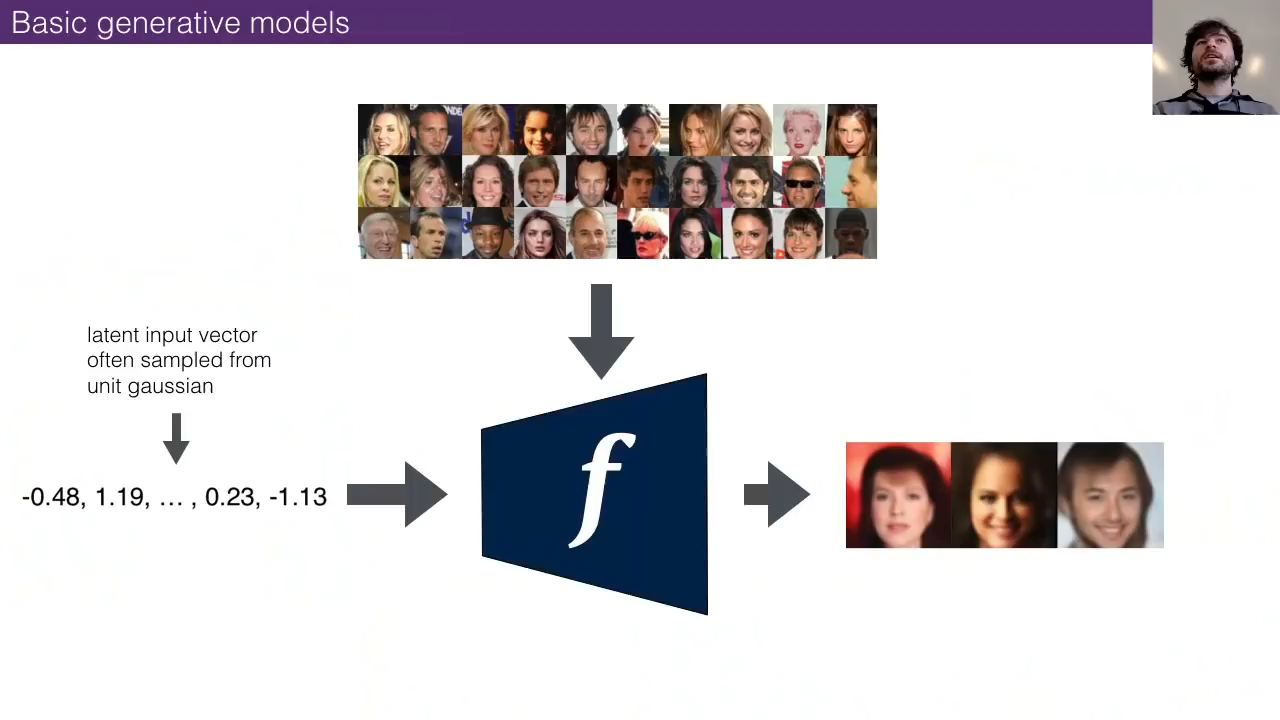 Basic generative models
latent input vector
often sampled from
unit gaussian
-0.48, 1.19, … , 0.23, -1.13
f